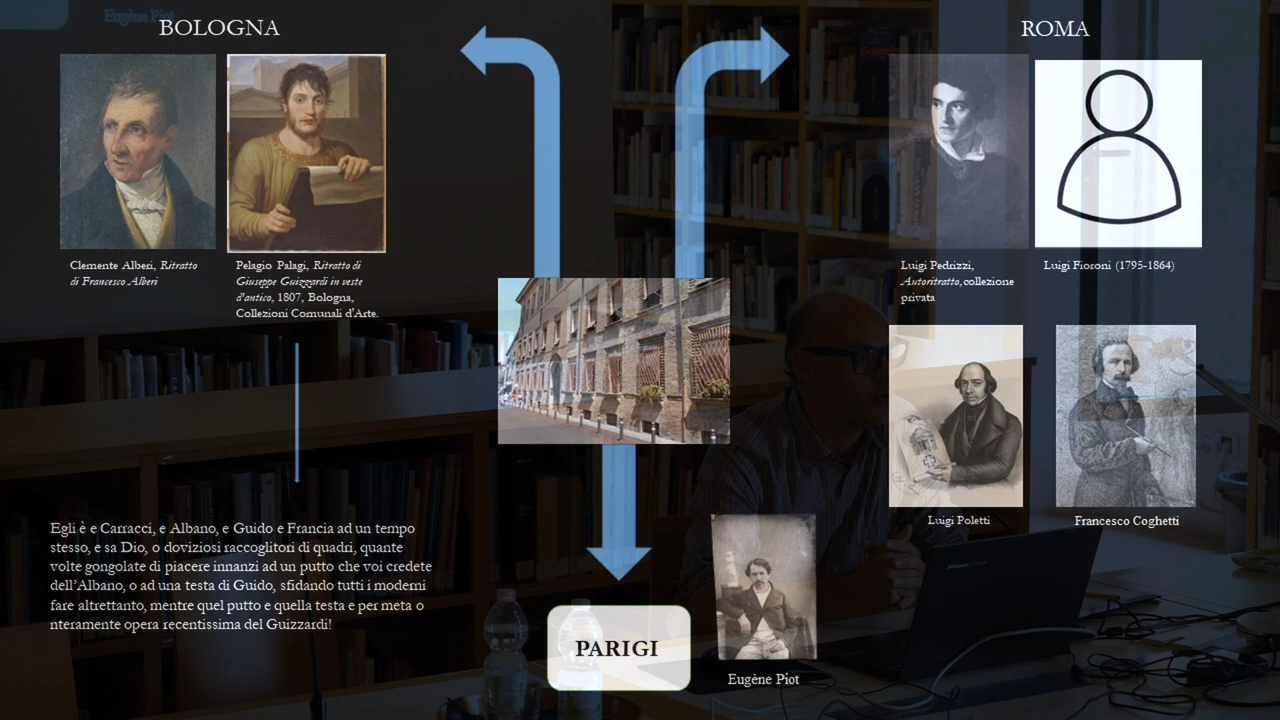 Eugène Piot
BOLOGNA
ROMA
Clemente Alberi, Ritratto
di Francesco Alberi
Pelagio Palagi, Ritratto di
Giuseppe Guizzardi in veste
d'antico, 1807, Bologna,
Collezioni Comunali d'Arte.
Luigi Pedrizzi,
Autoritratto, collezione
privata
Luigi Fioroni (1795-1864)
Luigi Poletti
Francesco Coghetti
Egli è e Carracci, e Albano, e Guido e Francia ad un tempo
stesso, e sa Dio, o doviziosi raccoglitori di quadri, quante
volte gongolate di piacere innanzi ad un putto che voi credete
dell'Albano, o ad una testa di Guido, sfidando tutti i moderni
fare altrettanto, mentre quel putto e quella testa e per meta o
nteramente opera recentissima del Guizzardi!
PARIGI
Eugène Piot